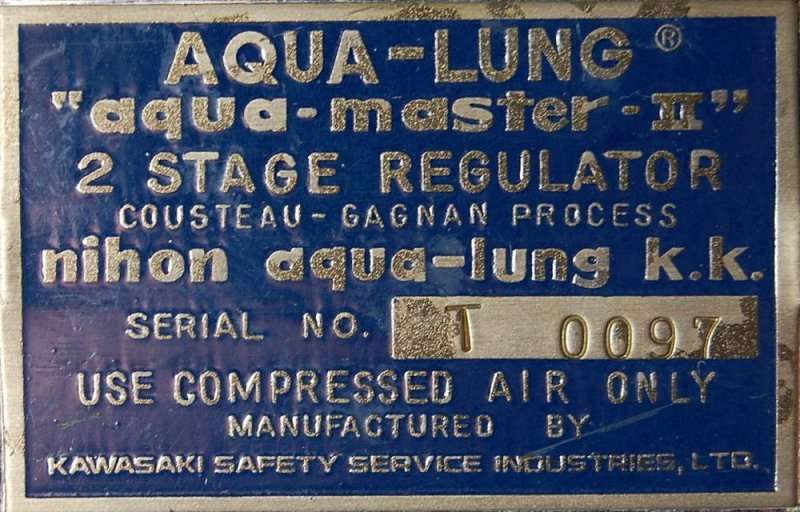 AQUA-LUNG®
"aqua-master-II"
2 STAGE REGULATOR
COUSTEAU-GAGNAN PROCESS
nihon aqua-lung k.k.
SERIAL NO. T 0097
USE COMPRESSED AIR ONLY
MANUFACTURED BY
KAWASAKI SAFETY SERVICE INDUSTRIES, LTD.